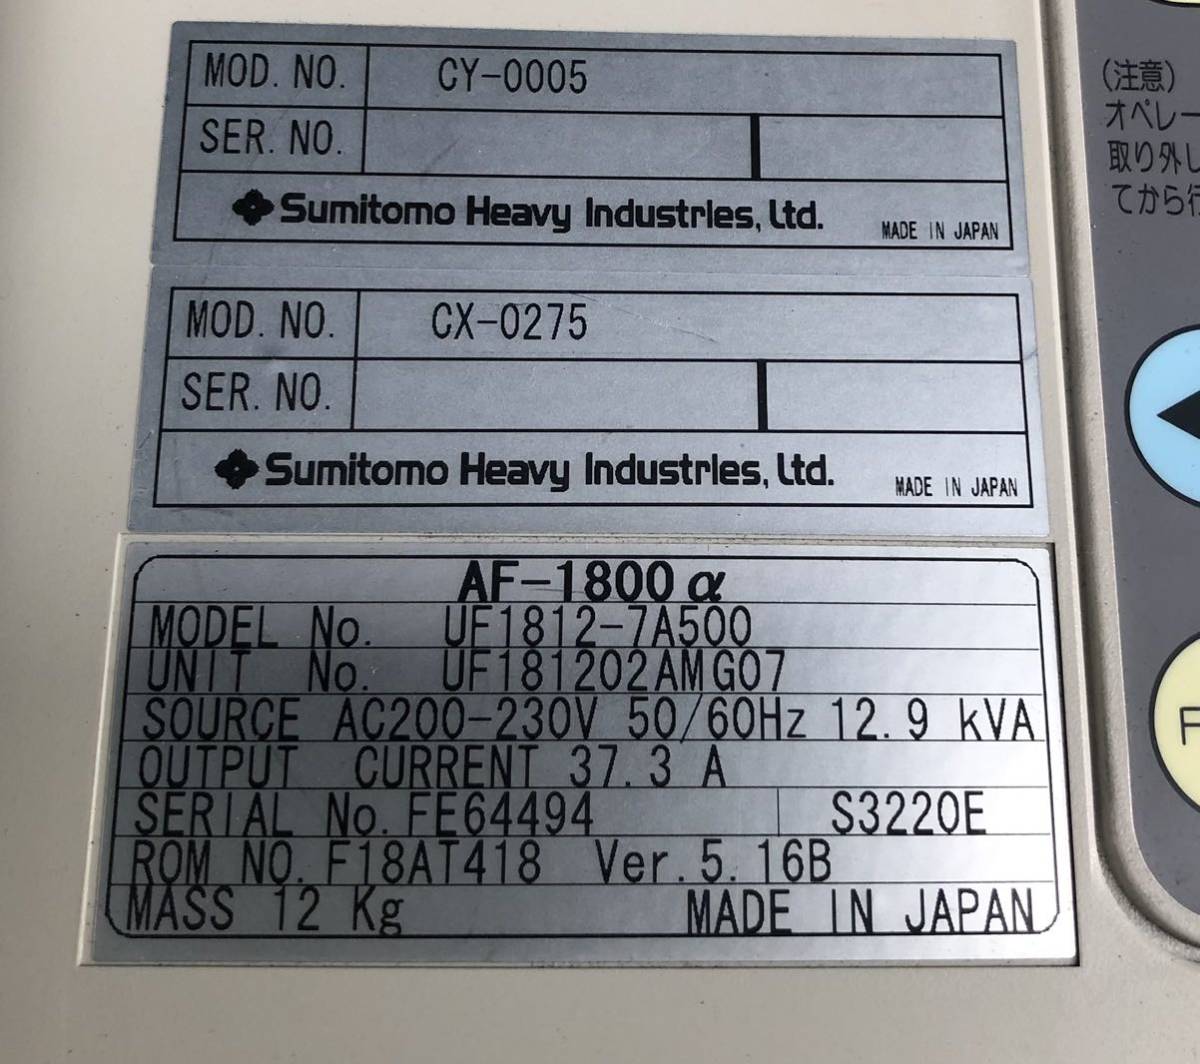 MOD. NO. CY-0005
SER. NO.
Sumitomo Heavy Industries, Ltd.
MADE IN JAPAN
MOD. NO. CX-0275
SER. NO.
Sumitomo Heavy Industries, Ltd.
MADE IN JAPAN
AF-1800α
MODEL No. UF1812-7A500
UNIT No. UF181202AMG07
SOURCE AC200-230V 50/60Hz 12.9 kVA
OUTPUT CURRENT 37.3 A
SERIAL No. FE64494 S3220E
ROM NO. F18AT418 Ver. 5. 16B
MASS 12 Kg MADE IN JAPAN
(注意)
オペレー
取り外し
てから行
F